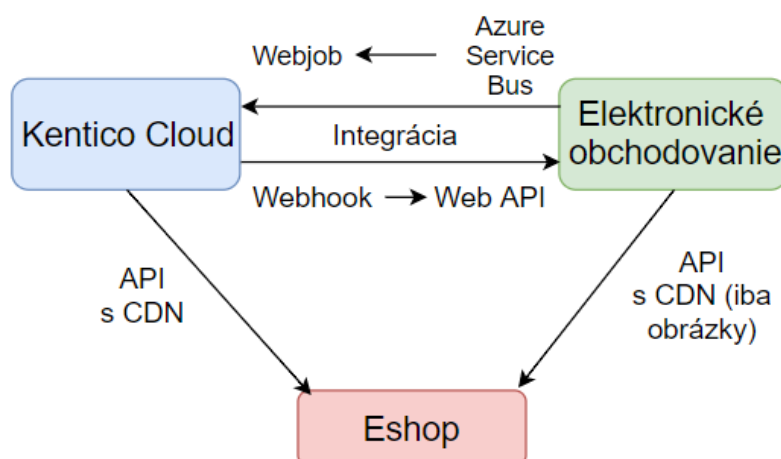 Azure
Webjob
Service
Bus
Kentico Cloud
Integrácia
Elektronické
obchodovanie
Webhook
Web API
API
s CDN
API
s CDN (iba
obrázky)
Eshop